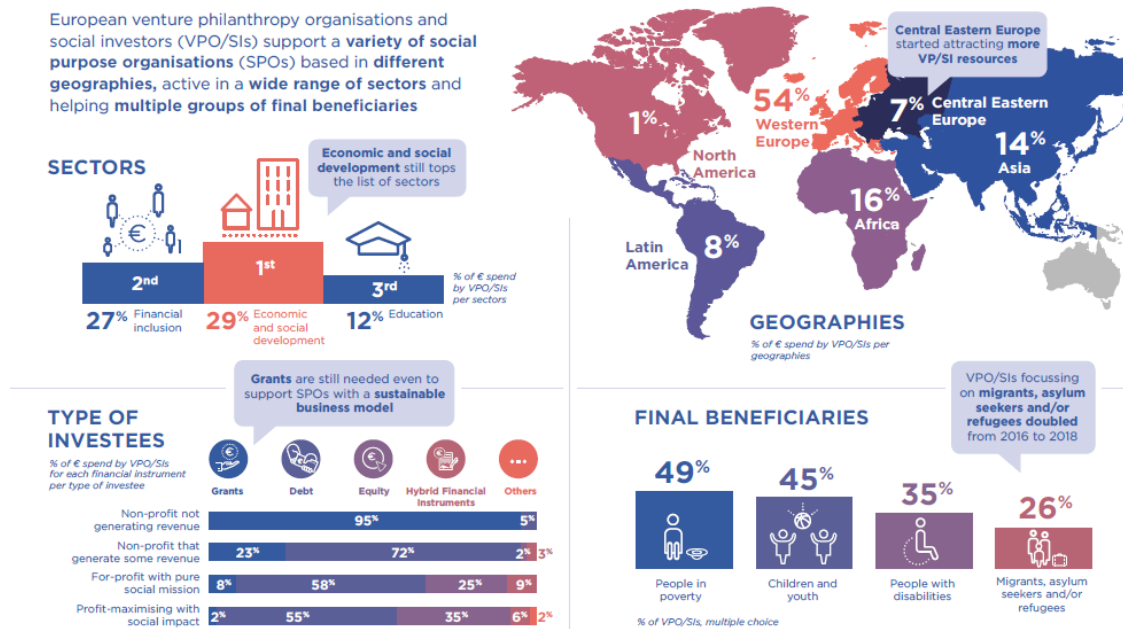 European venture philanthropy organisations and
social investors (VPO/SIs) support a variety of social
purpose organisations (SPOs) based in different
geographies, active in a wide range of sectors and
helping multiple groups of final beneficiaries
SECTORS
Economic and social
development still tops
the list of sectors
2nd
1st
3rd
% of € spend
by VPO/SIs
per sectors
27% Financial
inclusion
29% Economic
and social
development
12% Education
Central Eastern Europe
started attracting more
VP/SI resources
1%
North
America
54%
Western
Europe
7% Central Eastern
Europe
14%
Asia
16%
Africa
Latin
America
8%
GEOGRAPHIES
% of € spend by VPO/SIs per
geographies
TYPE OF
INVESTEES
% of € spend by VPO/SIs
for each financial instrument
per type of investee
Grants are still needed even to
support SPOs with a sustainable
business model
Grants
Debt
Equity
Hybrid Financial
Instruments
Others
Non-profit not
generating revenue
95% 5%
Non-profit that
generate some revenue
23% 72% 2% 3%
For-profit with pure
social mission
8% 58% 25% 9%
Profit-maximising with
social impact
2% 55% 35% 6% 2%
FINAL BENEFICIARIES
VPO/SIs focussing
on migrants, asylum
seekers and/or
refugees doubled
from 2016 to 2018
49%
People in
poverty
45%
Children and
youth
35%
People with
disabilities
26%
Migrants, asylum
seekers and/or
refugees
% of VPO/SIs, multiple choice